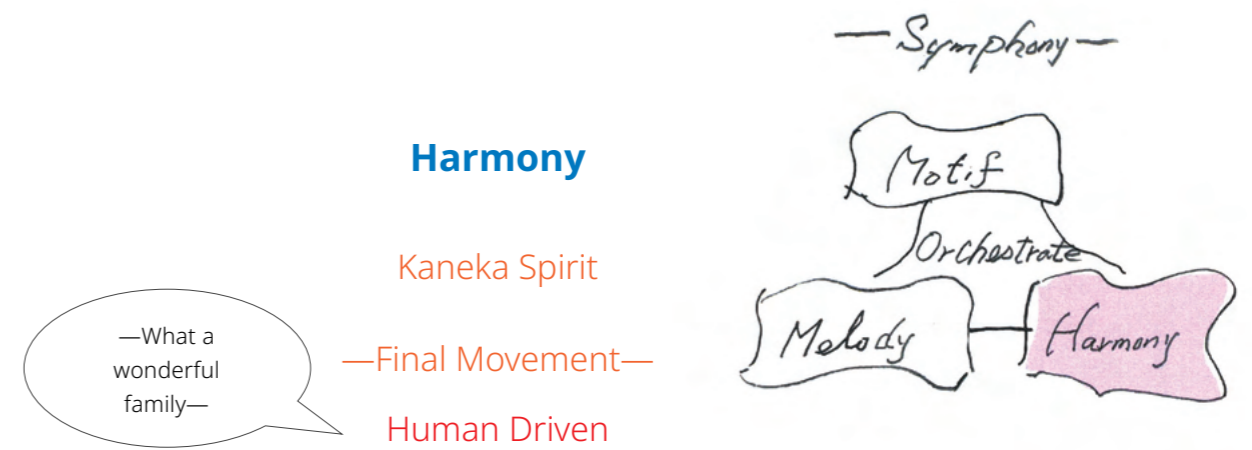 Harmony
Kaneka Spirit
—What a
wonderful
family—
—Final Movement—
Human Driven
—Symphony—
Motif
Orchestrate
Melody
Harmony